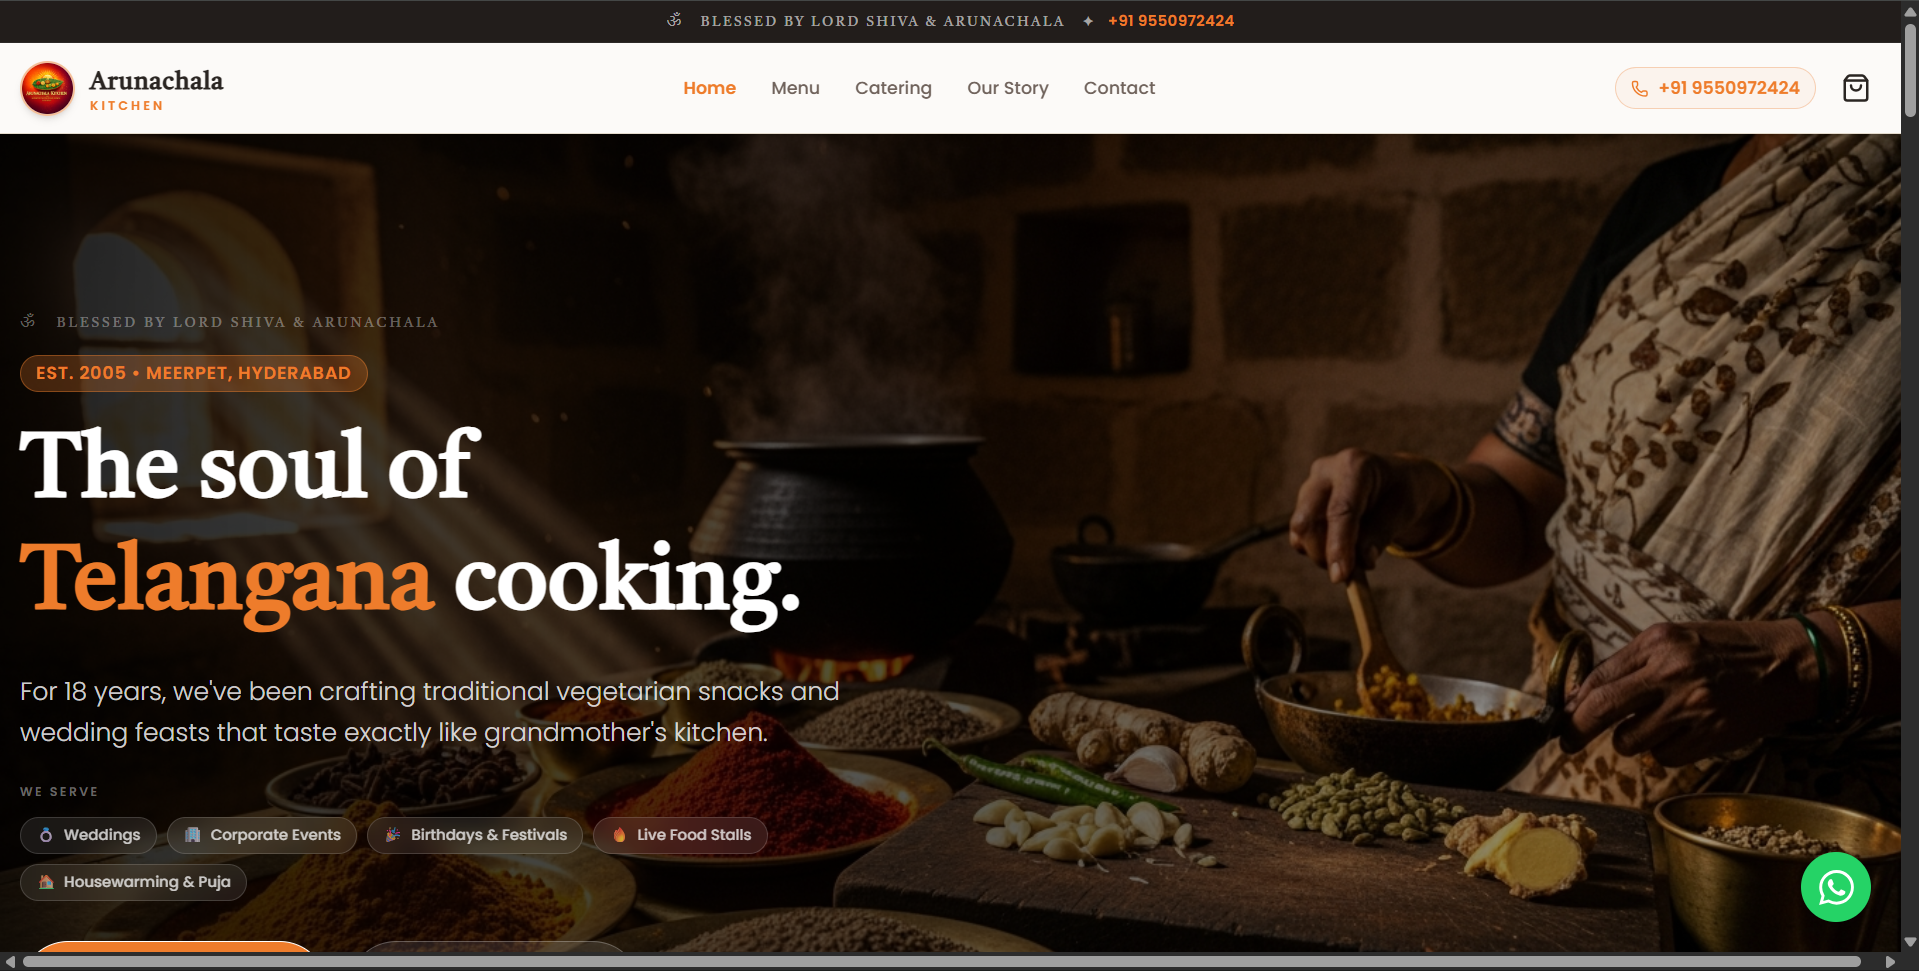 ॐ BLESSED BY LORD SHIVA & ARUNACHALA ✦ +91 9550972424
Arunachala
KITCHEN
Home Menu Catering Our Story Contact
+91 9550972424
ॐ BLESSED BY LORD SHIVA & ARUNACHALA
EST. 2005 • MEERPET, HYDERABAD
The soul of
Telangana cooking.
For 18 years, we've been crafting traditional vegetarian snacks and
wedding feasts that taste exactly like grandmother's kitchen.
WE SERVE
💍 Weddings 🏢 Corporate Events 🎉 Birthdays & Festivals 🔥 Live Food Stalls
🏠 Housewarming & Puja